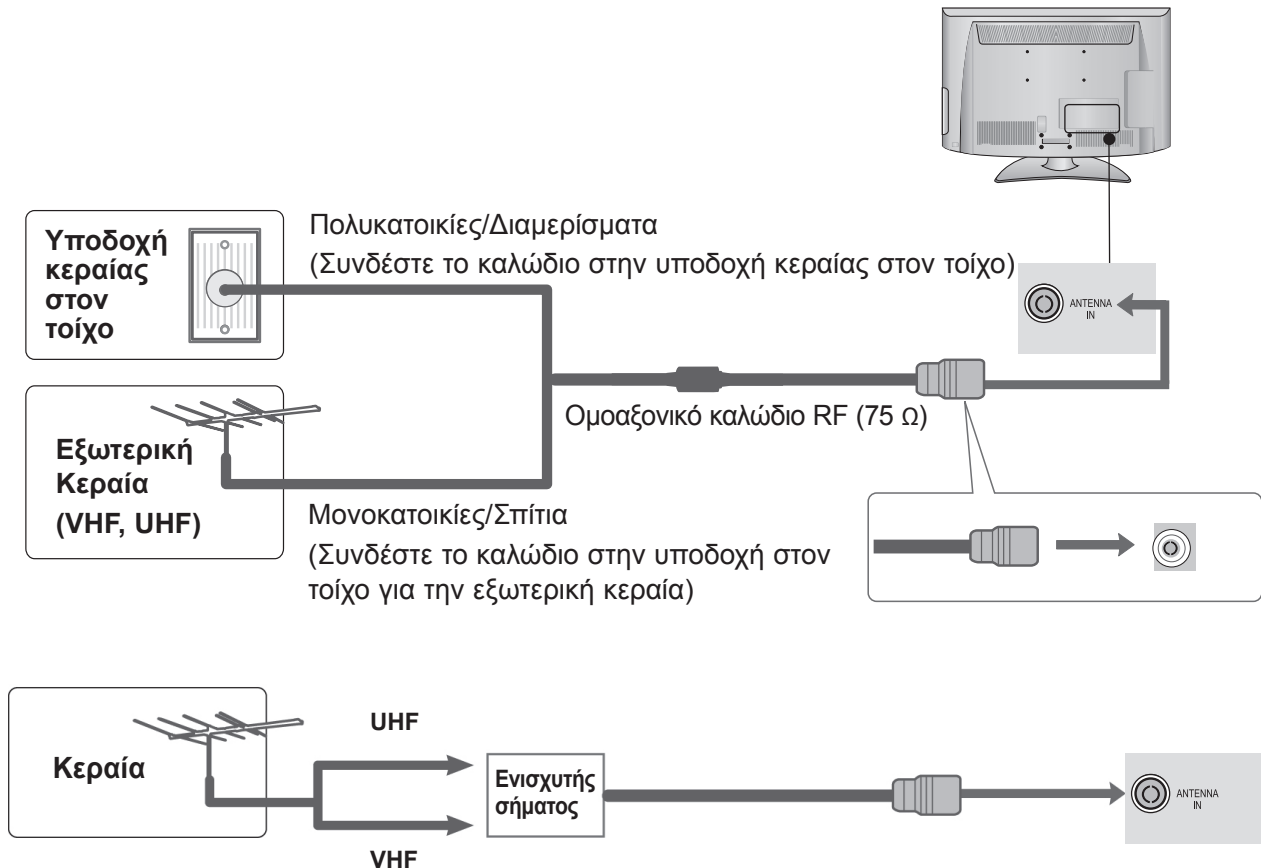 Υποδοχή
κεραίας
στον
τοίχο
Πολυκατοικίες/Διαμερίσματα
(Συνδέστε το καλώδιο στην υποδοχή κεραίας στον τοίχο)
ANTENNA
IN
Ομοαξονικό καλώδιο RF (75 Ω)
Εξωτερική
Κεραία
(VHF, UHF)
Μονοκατοικίες/Σπίτια
(Συνδέστε το καλώδιο στην υποδοχή στον
τοίχο για την εξωτερική κεραία)
Κεραία
UHF
VHF
Ενισχυτής
σήματος
ANTENNA
IN